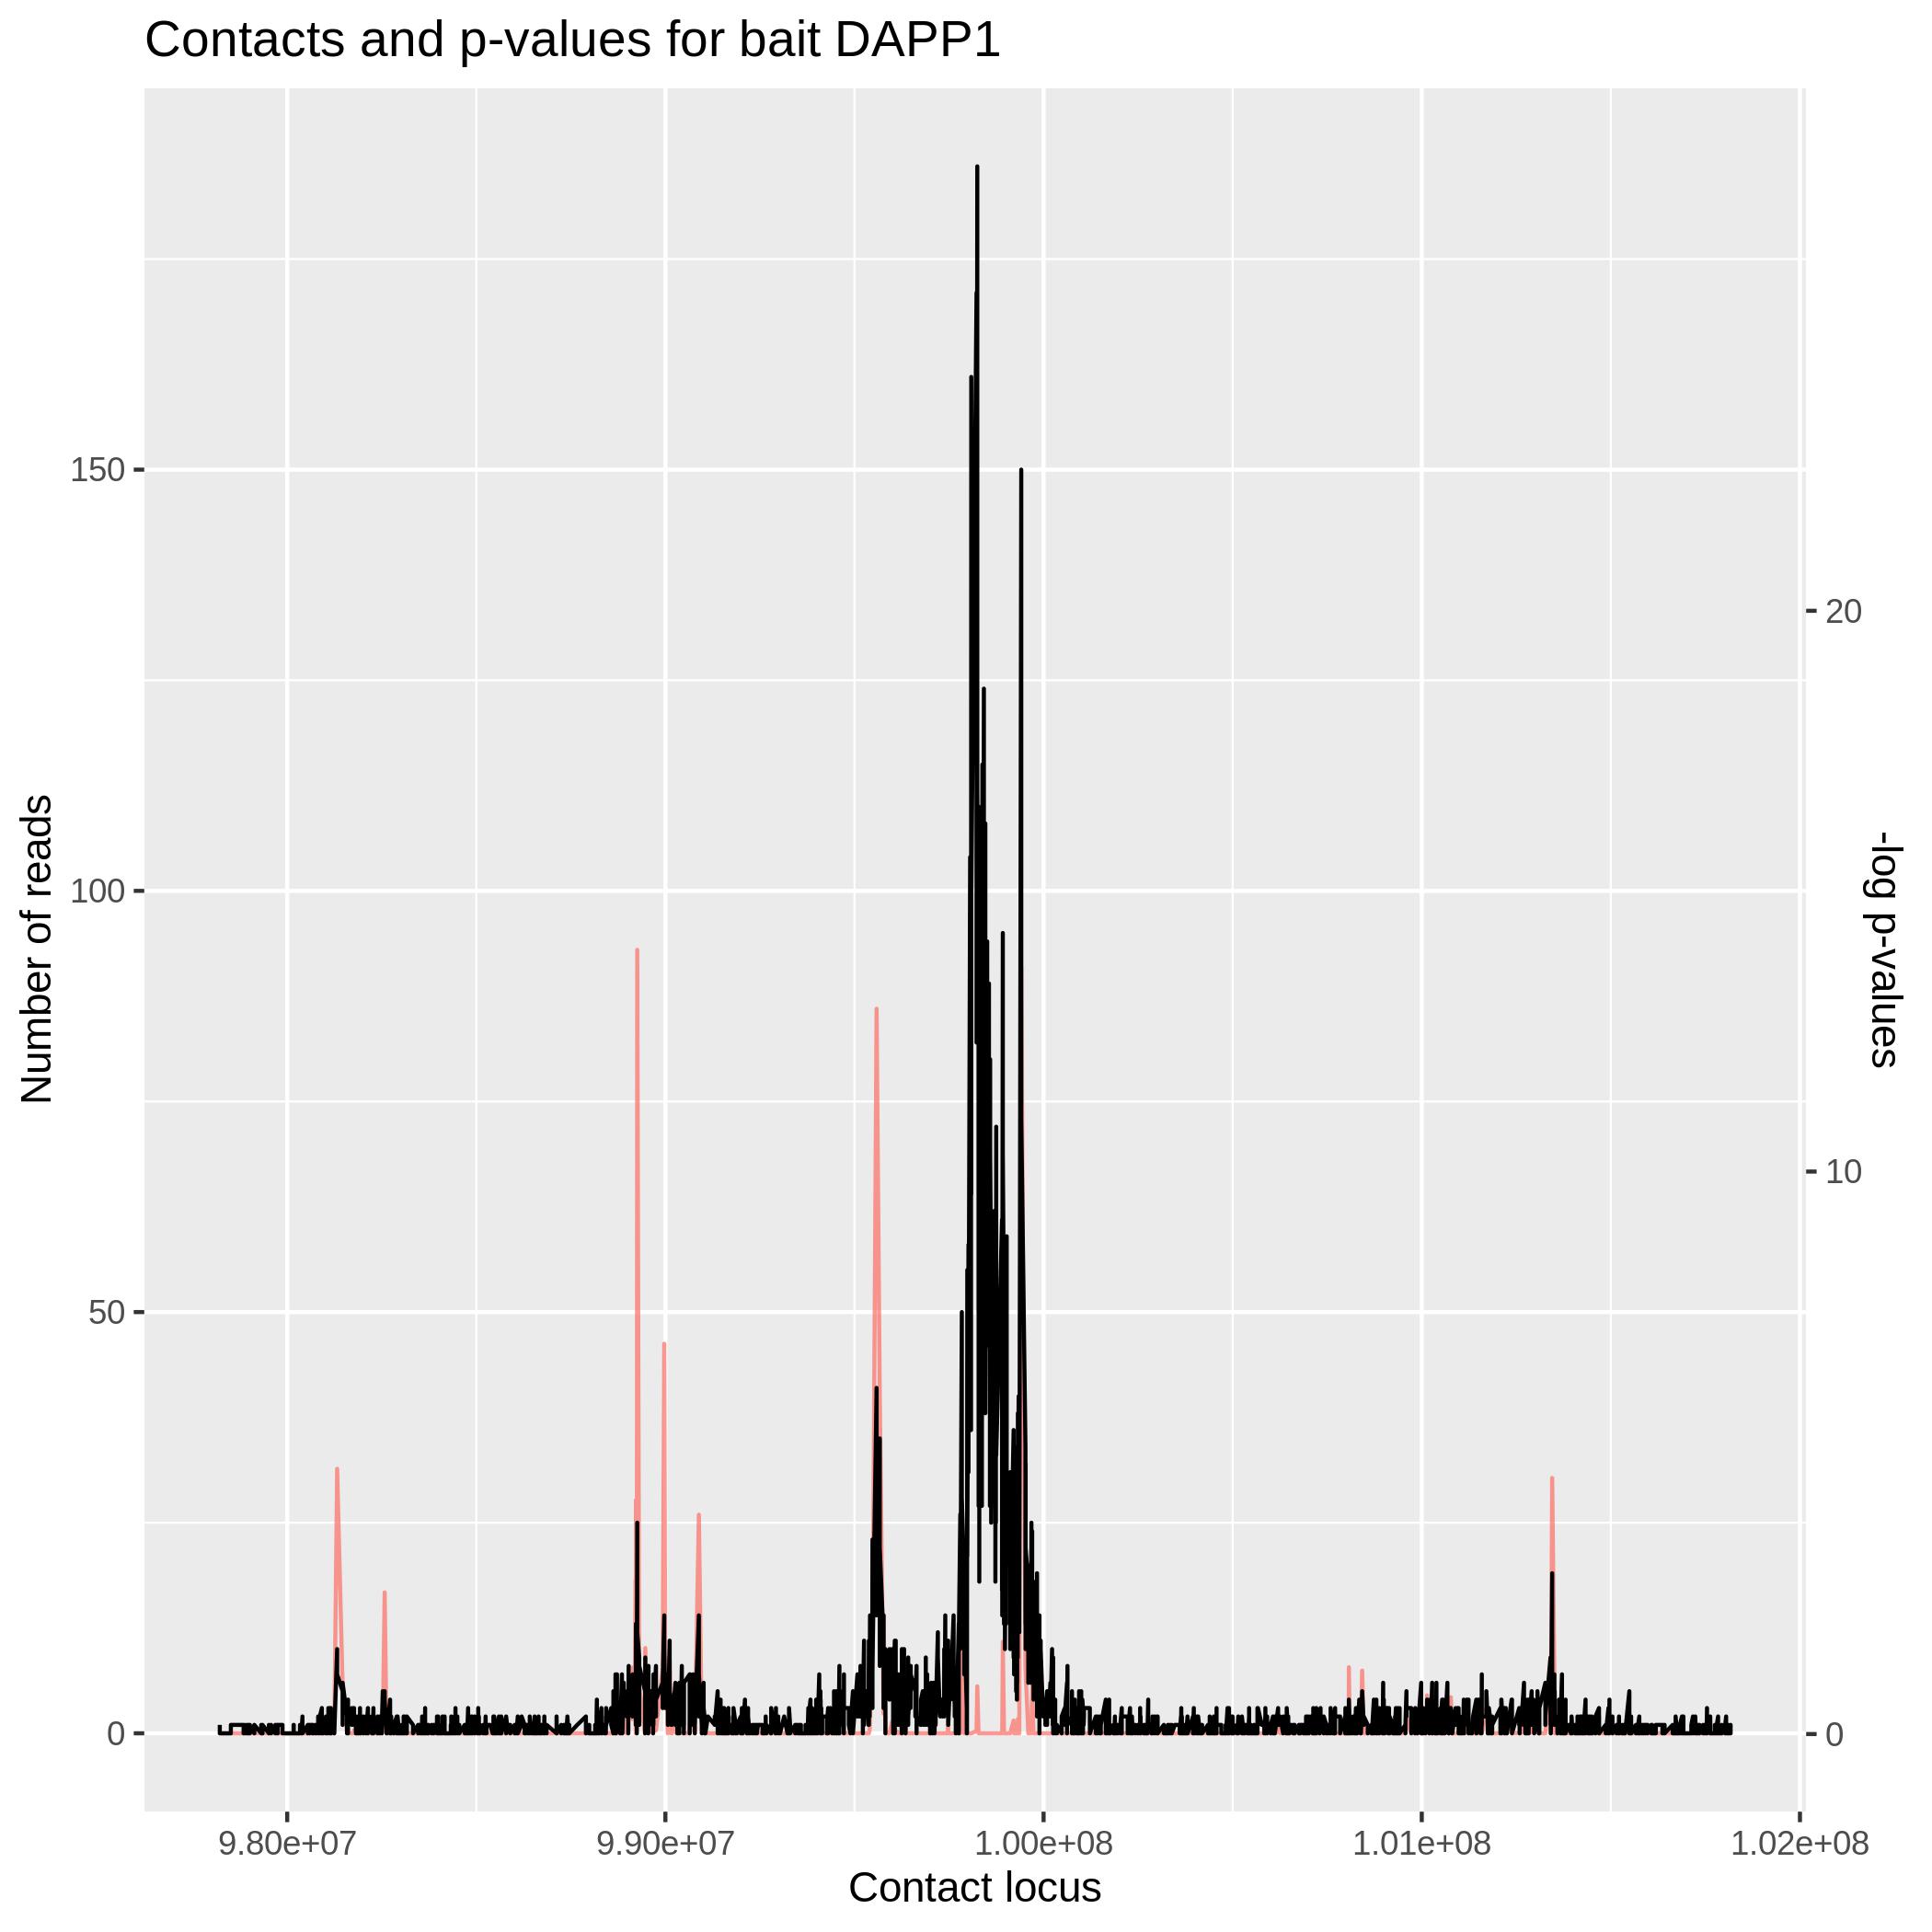 Contacts and p-values for bait DAPP1
Number of reads
150
100
50
0
20
10
0
-log p-values
9.80e+07
9.90e+07
1.00e+08
1.01e+08
1.02e+08
Contact locus